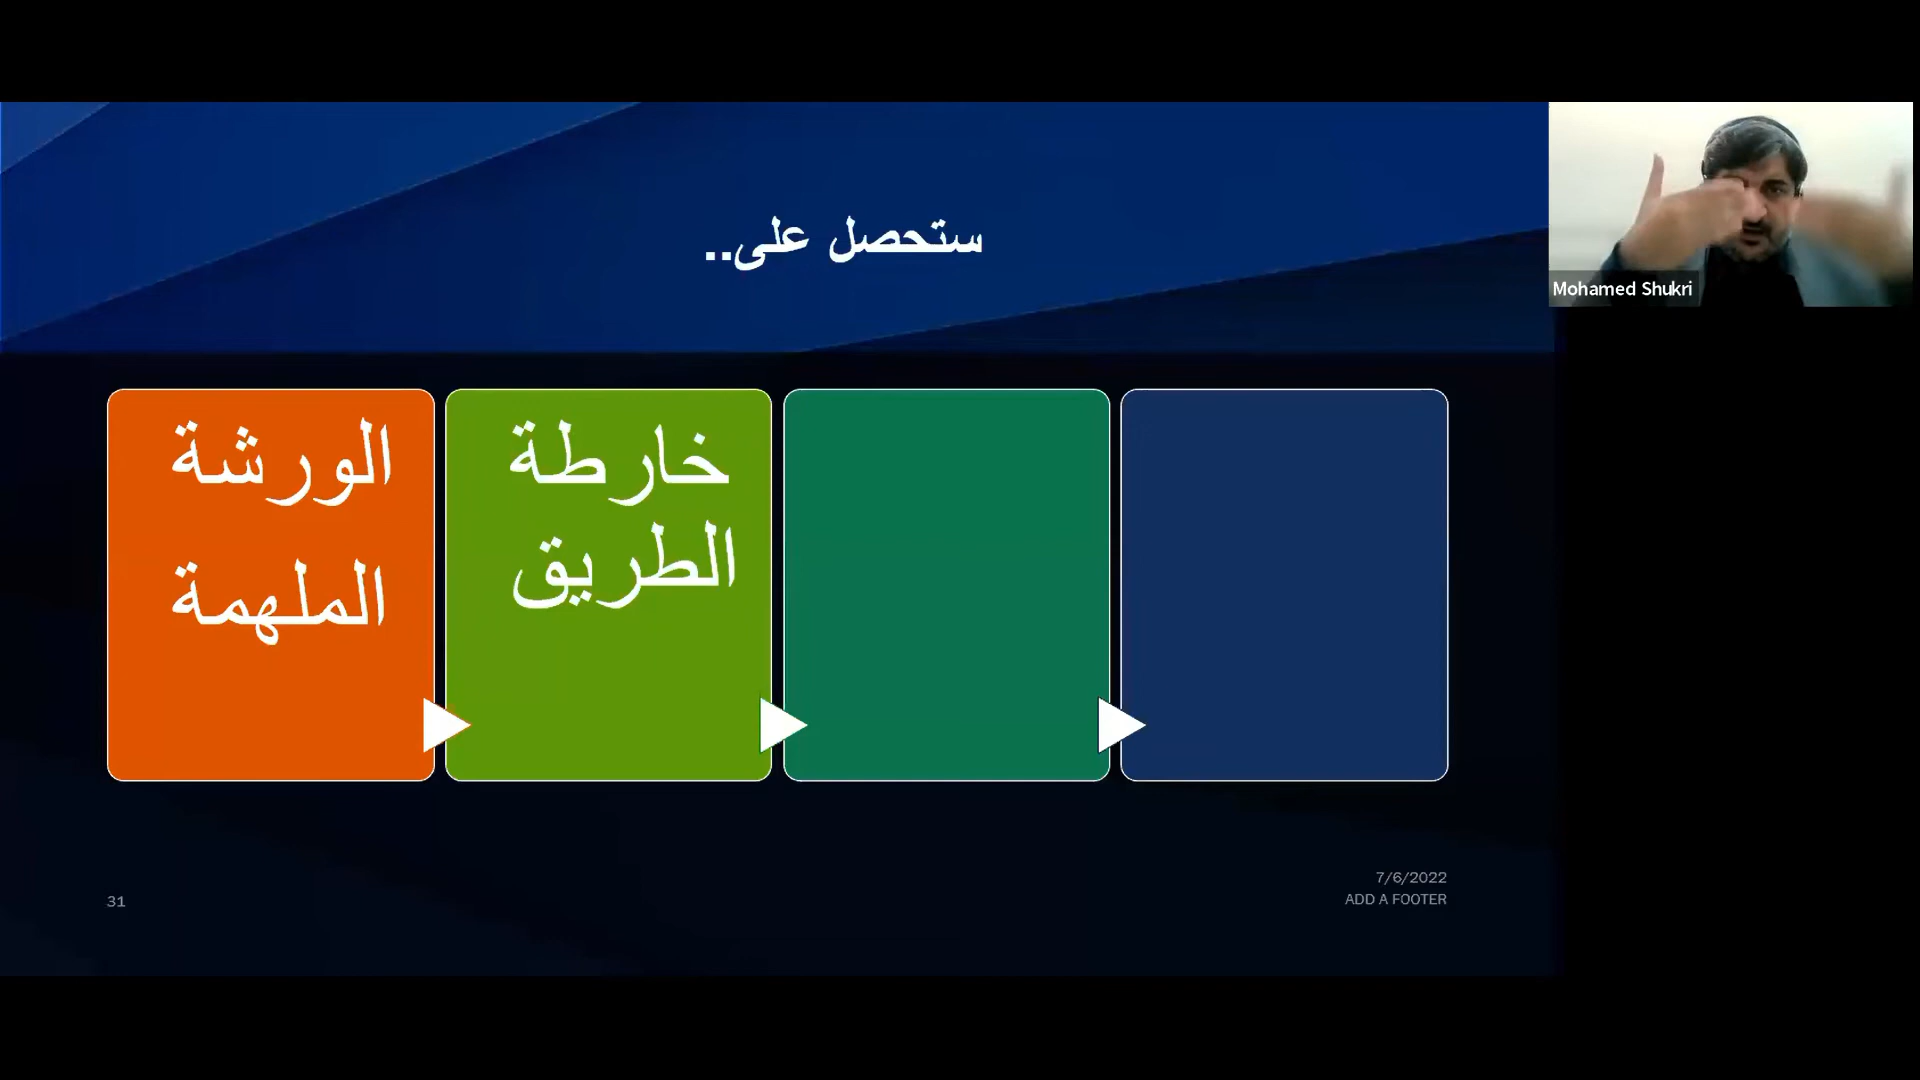 ستحصل على..
Mohamed Shukri
الورشة
الملهمة
خارطة
الطريق
31
7/6/2022
ADD A FOOTER